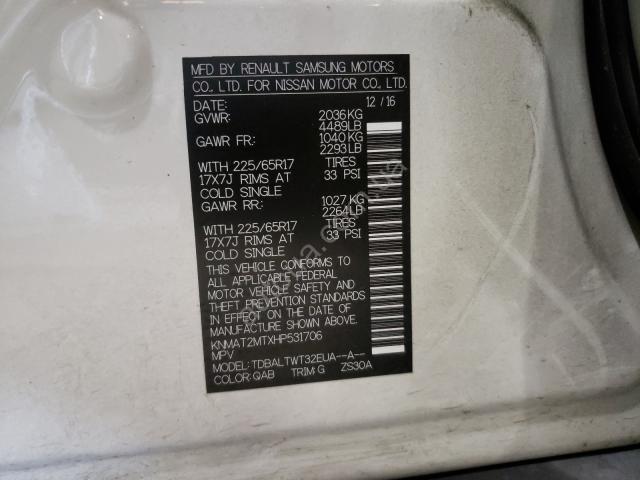 MFD BY RENAULT SAMSUNG MOTORS
CO., LTD. FOR NISSAN MOTOR CO., LTD.
DATE: 12 / 16
GVWR: 2036KG
4489LB
GAWR FR: 1040KG
2293LB
WITH 225/65R17 TIRES
17X7J RIMS AT 33 PSI
COLD SINGLE
GAWR RR: 1027KG
2264LB
WITH 225/65R17 TIRES
17X7J RIMS AT 33 PSI
COLD SINGLE
THIS VEHICLE CONFORMS TO
ALL APPLICABLE FEDERAL
MOTOR VEHICLE SAFETY AND
THEFT PREVENTION STANDARDS
IN EFFECT ON THE DATE OF
MANUFACTURE SHOWN ABOVE.
KNMAT2MTXHP531706
MPV
MODEL:TDBALTWT32EUA--A--
COLOR:QAB TRIM:G ZS30A